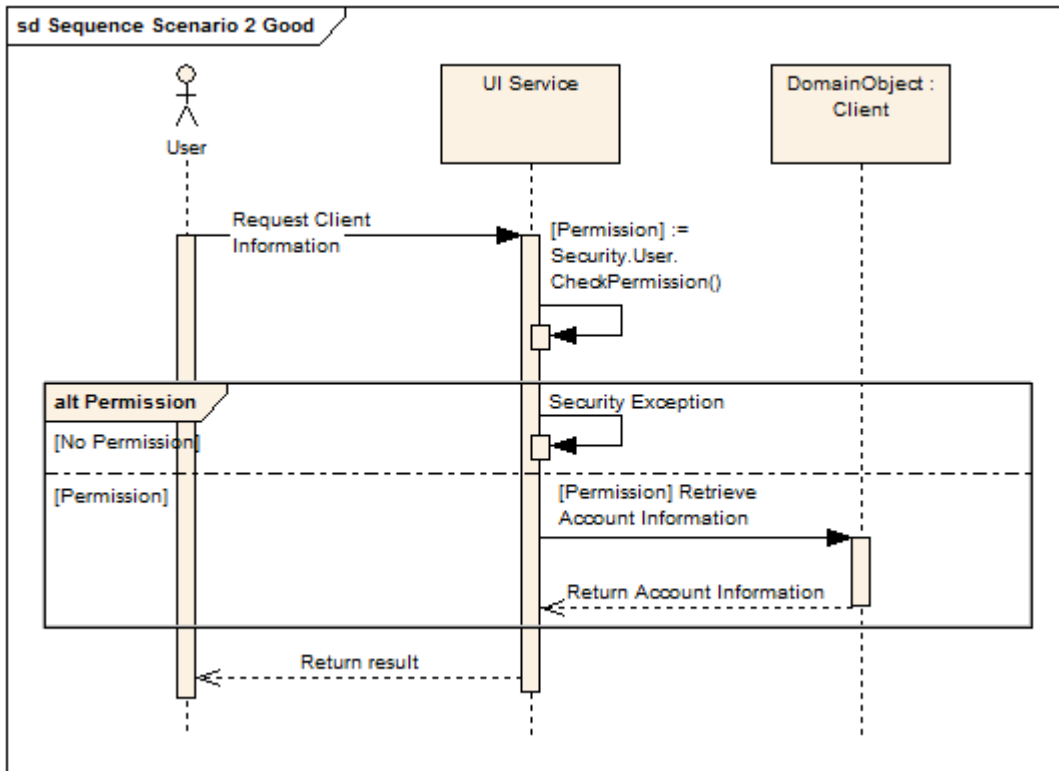 sd Sequence Scenario 2 Good
User
UI Service
DomainObject :
Client
Request Client
Information
[Permission] :=
Security.User.
CheckPermission()
alt Permission
Security Exception
[No Permission]
[Permission]
[Permission] Retrieve
Account Information
Return Account Information
Return result